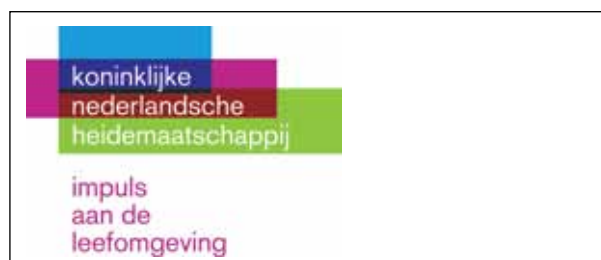 koninklijke
nederlandsche
heidemaatschappij
impuls
aan de
leefomgeving